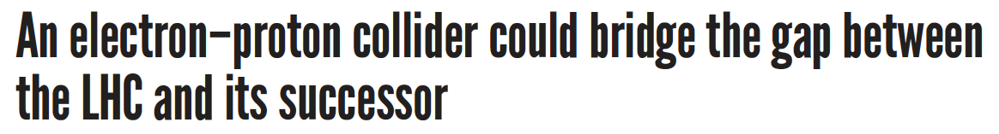 An electron–proton collider could bridge the gap between
the LHC and its successor